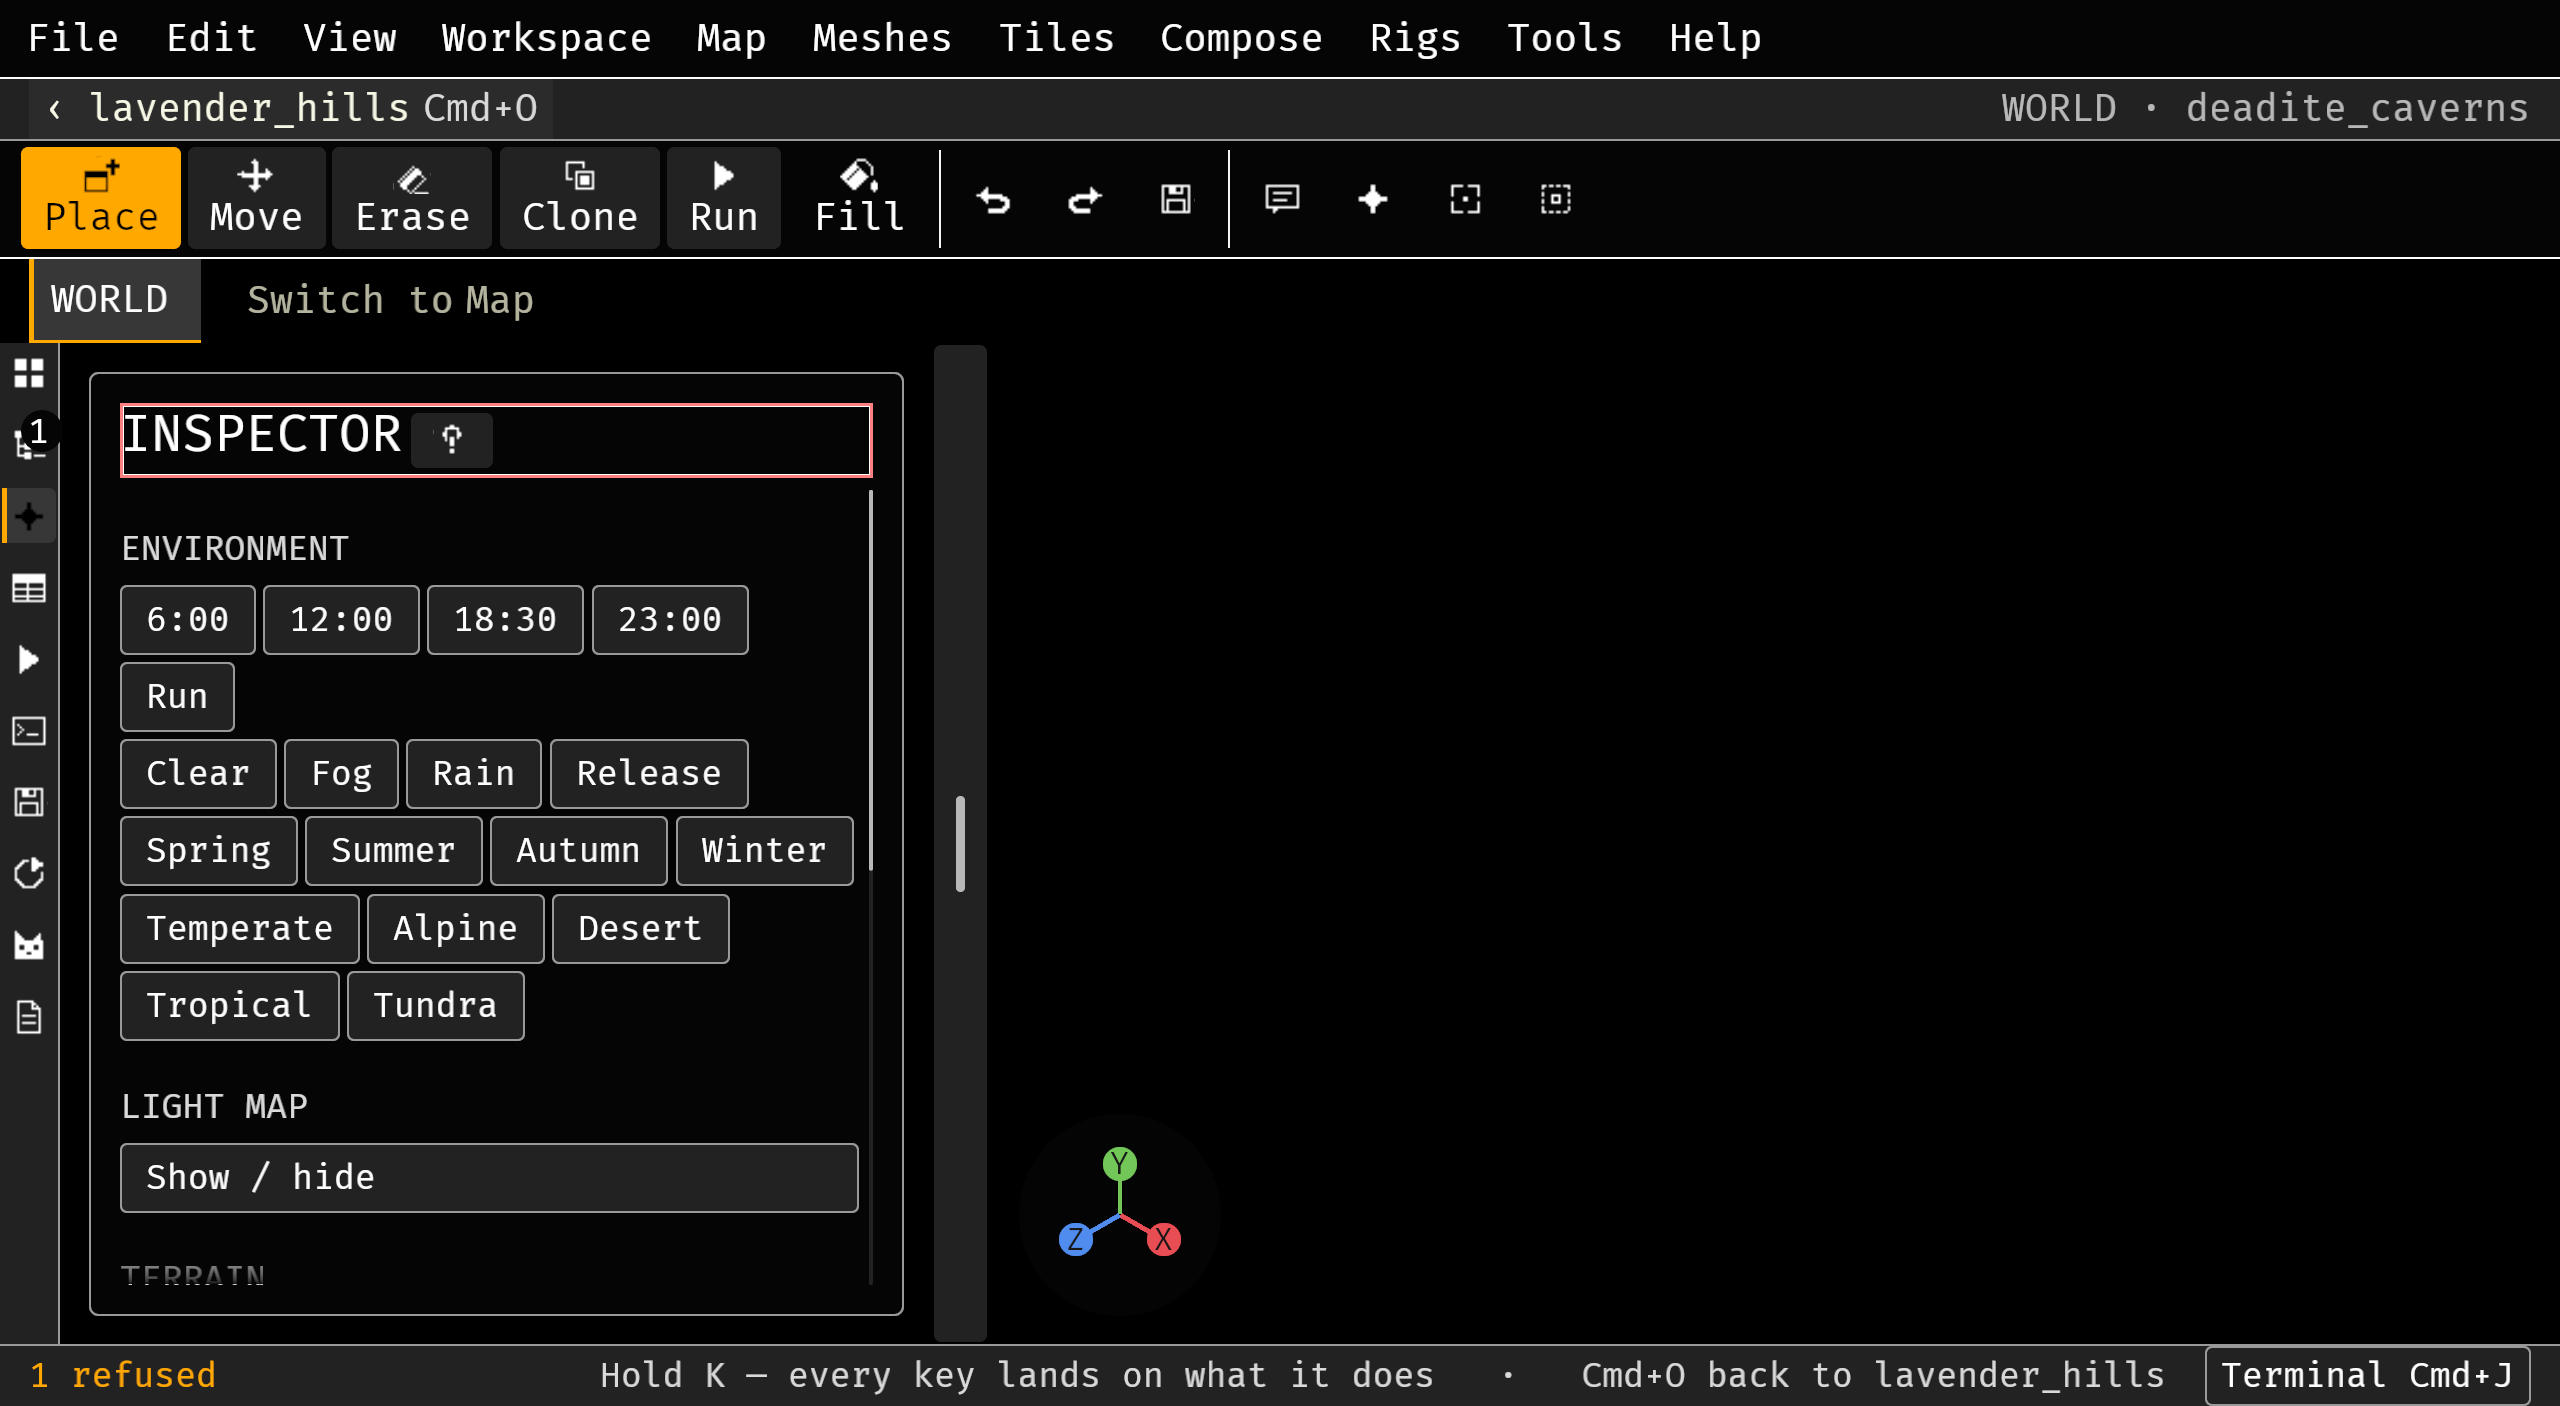 File Edit View Workspace Map Meshes Tiles Compose Rigs Tools Help
‹ lavender_hills Cmd+O WORLD · deadite_caverns
Place Move Erase Clone Run Fill
WORLD Switch to Map
1
INSPECTOR ?
ENVIRONMENT
6:00 12:00 18:30 23:00
Run
Clear Fog Rain Release
Spring Summer Autumn Winter
Temperate Alpine Desert
Tropical Tundra
LIGHT MAP
Show / hide
TERRAIN
Y
Z X
1 refused Hold K — every key lands on what it does · Cmd+O back to lavender_hills Terminal Cmd+J